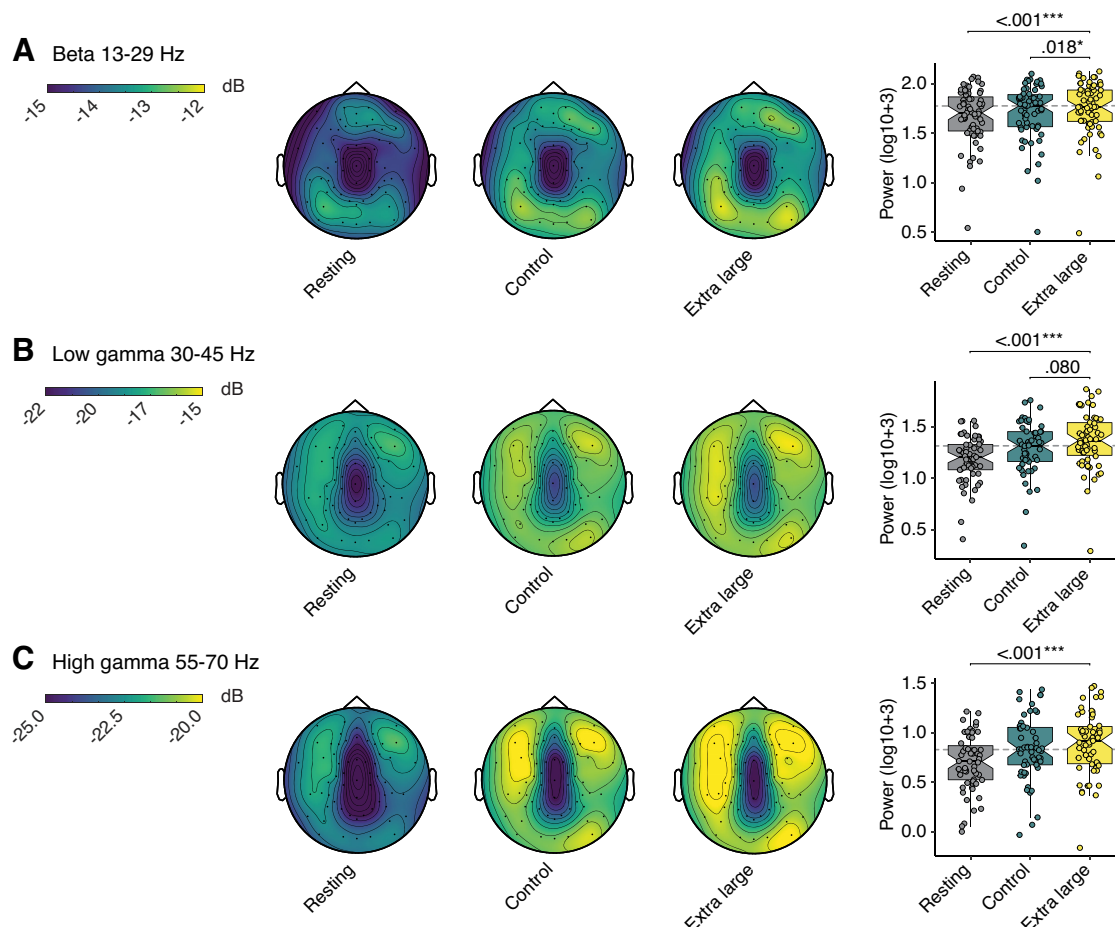 A Beta 13-29 Hz
dB
-15 -14 -13 -12
Resting
Control
Extra large
<.001***
.018*
Power (log10+3)
2.0
1.5
1.0
0.5
Resting
Control
Extra large
B Low gamma 30-45 Hz
dB
-22 -20 -17 -15
Resting
Control
Extra large
<.001***
.080
Power (log10+3)
1.5
1.0
0.5
Resting
Control
Extra large
C High gamma 55-70 Hz
dB
-25.0 -22.5 -20.0
Resting
Control
Extra large
<.001***
Power (log10+3)
1.5
1.0
0.5
0.0
Resting
Control
Extra large